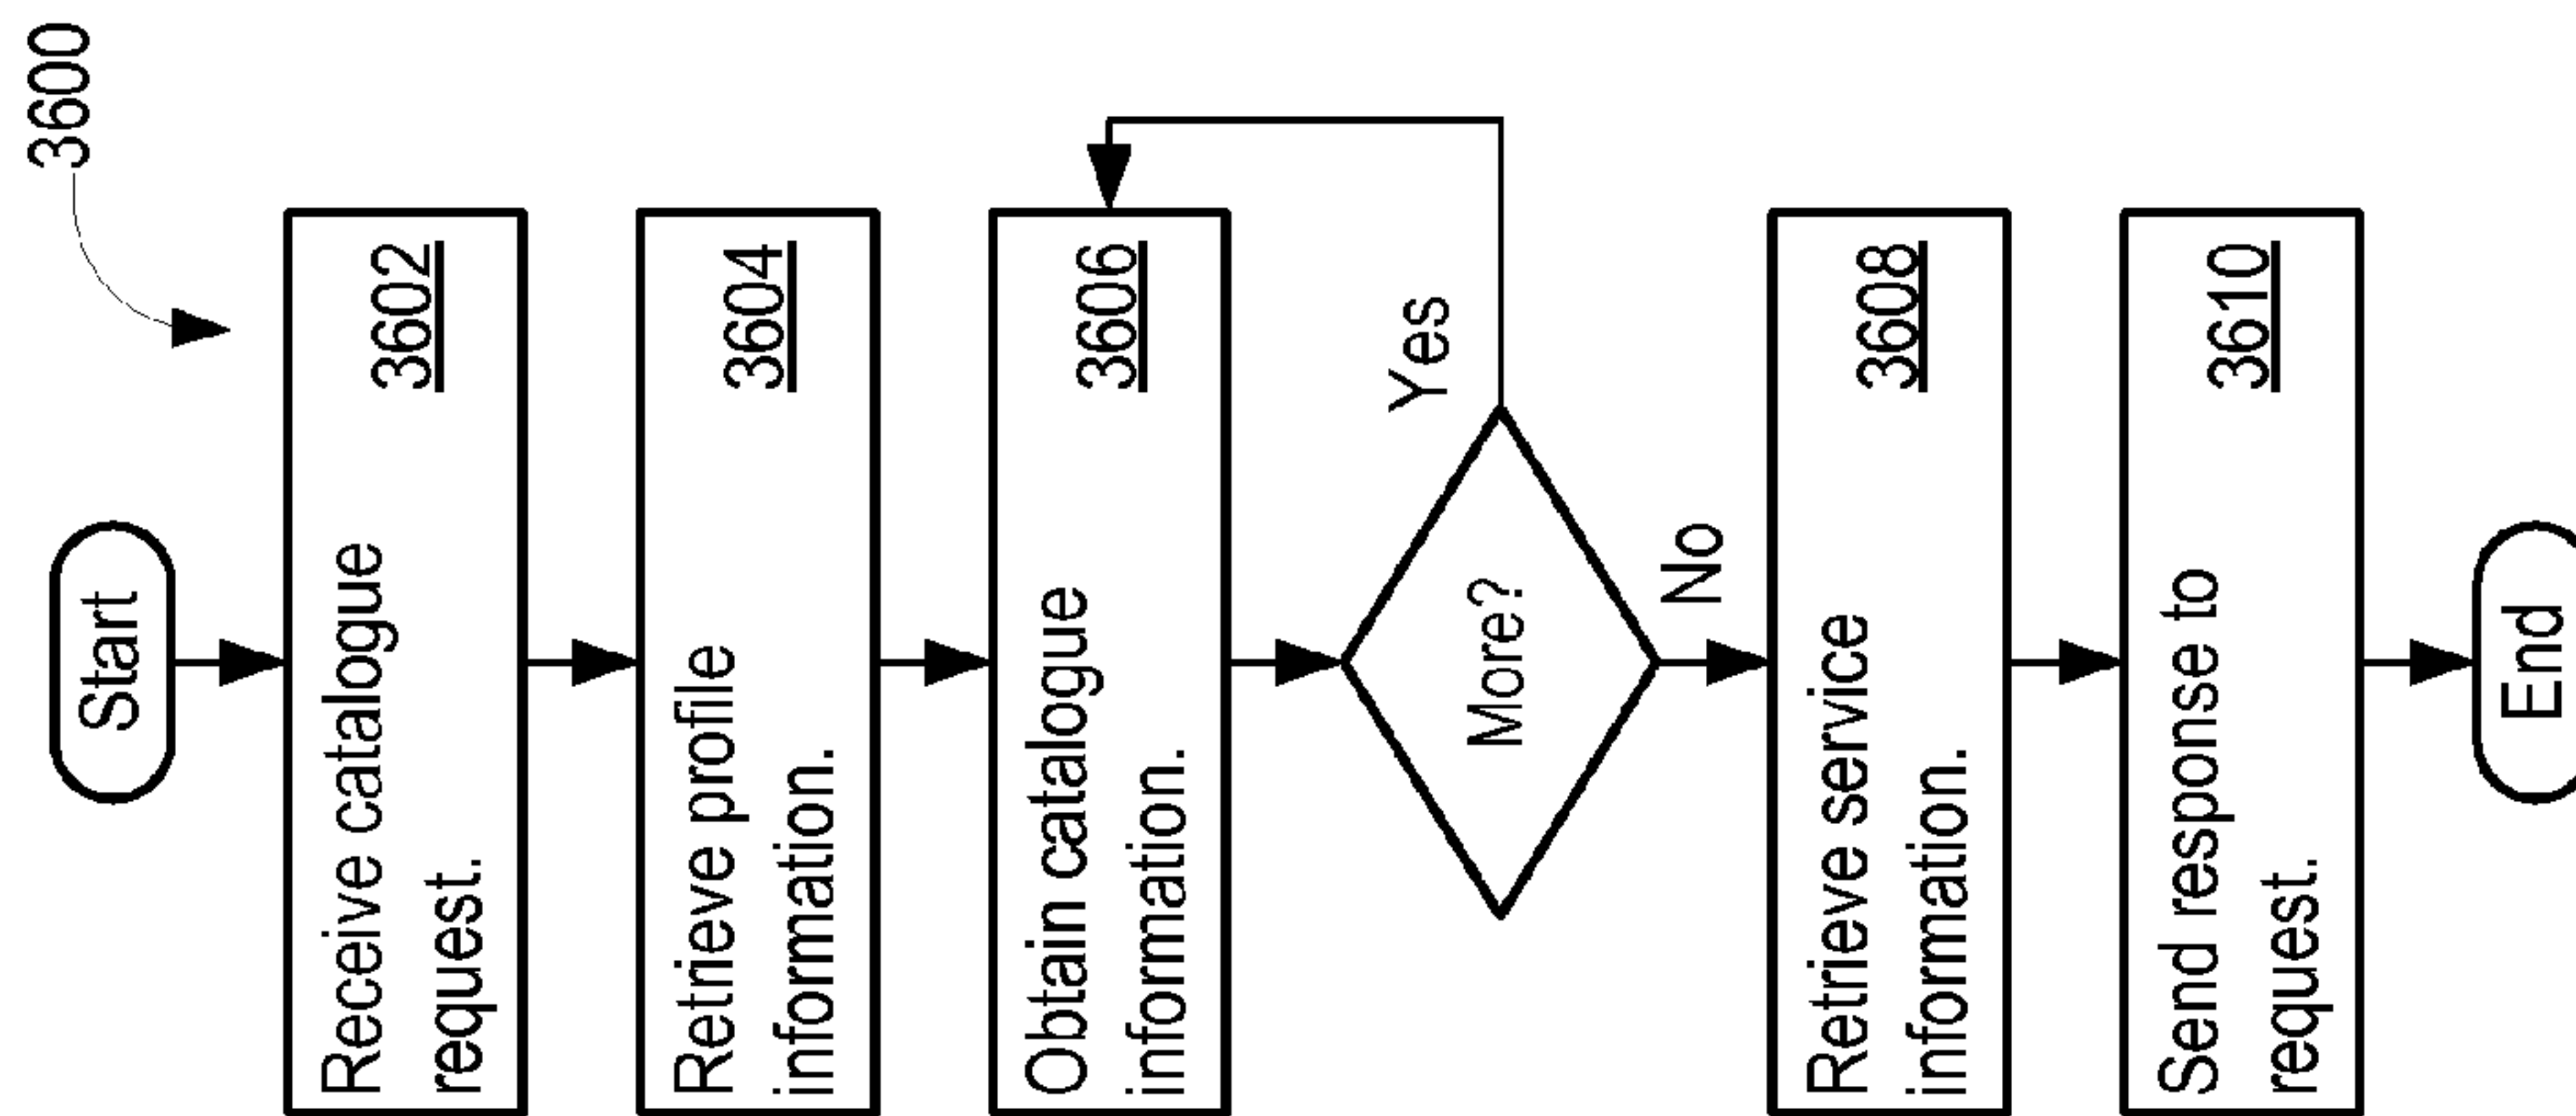 3600
Start
Receive catalogue
request.
3602
Retrieve profile
information.
3604
Obtain catalogue
information.
3606
More?
Yes
No
Retrieve service
information.
3608
Send response to
request.
3610
End